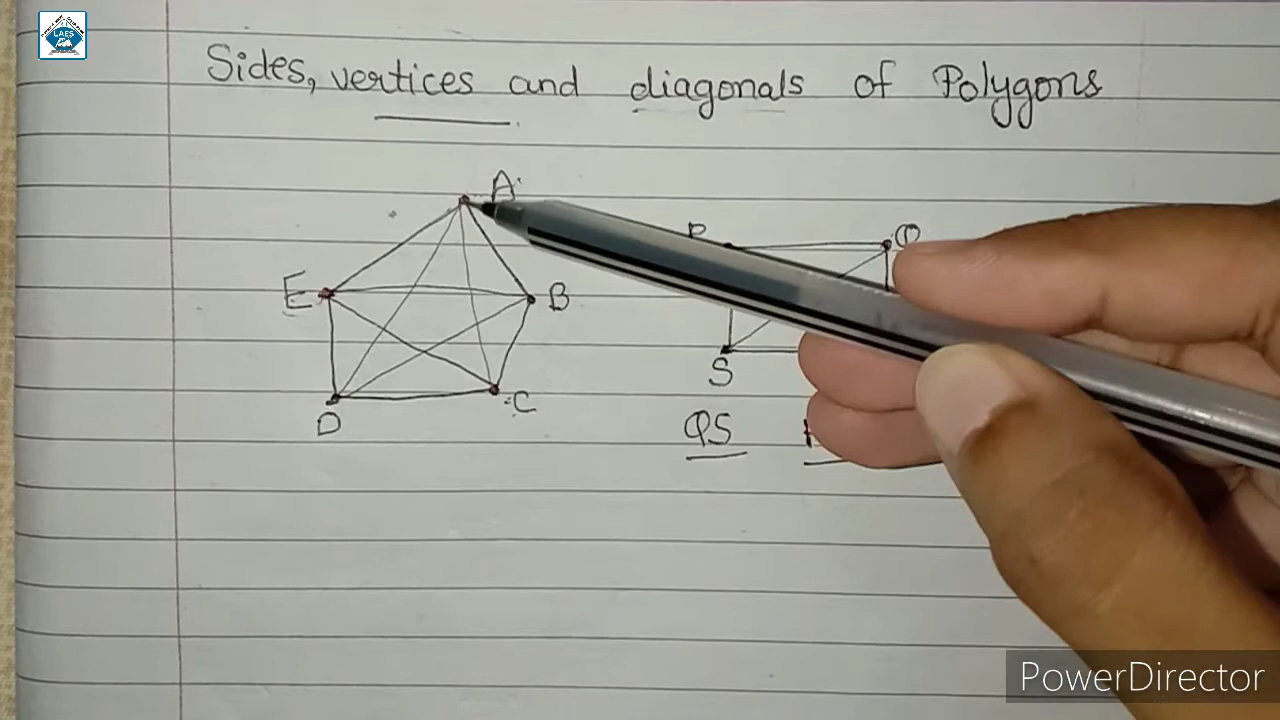 LAES
Sides, vertices and diagonals of Polygons
A
P Q
E B
S
D C
QS
PowerDirector